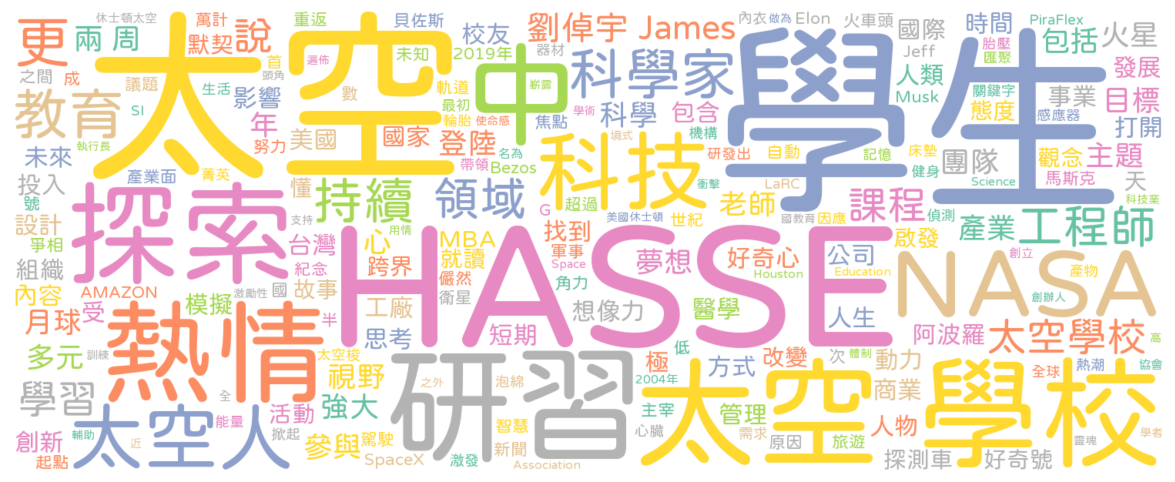 休士頓太空
更 兩 周 萬計 說
默契
重返 貝佐斯
校友
劉倬宇 James
內衣 做為 Elon 火車頭
國際
時間
PiraFlex
包括
火星
之間 成
議題
SI 生活
首
頭角
遍佈
未知
2019年
器材
太空
中
嶄露
科學家
學生
Jeff
人類
Musk
胎壓
匯聚
發展
教育
影響
年
數
軌道
最初
輪胎
使命感
學術
焦點
科學
包含
關鍵字
態度
事業
感應器
目標
打開
未來
執行長
產業面
菁英
努力
美國
國家
登陸
帶領
名為
Bezos
境式
機構
研發出
自動
記憶
床墊
健身
團隊
Science
觀念
馬斯克
主題
天
科技業
投入
號
探索
懂
支持
持續
用情
領域
科技
G 超過
衝擊
美國休士頓
世紀
LaRC
老師
國教育 因應
課程
偵測
啟發
產業
工程師
創立
設計
爭相
組織
內容
台灣
紀念
國
故事
心
跨界
MBA
就讀
儼然
衛星
HASSE
找到
軍事
Space
角力
夢想
好奇心
Houston
公司
Education
NASA
產物
創辦人
AMAZON
激勵性
月球
受
模擬
半
工廠
思考
短期
想像力
醫學
人生
阿波羅
太空學校
高
多元
訓練
熱情
太空梭
視野
之外
研習
泡綿
低
極
2004年
方式
改變
次
體制
動力
商業
全球
熱潮
協會
學習
全
強大
太空人
能量
活動
掀起
參與
駕駛
SpaceX
激發
智慧
新聞
Association
主宰
心臟
太空
管理
需求
原因
旅遊
人物
學校
靈魂
學者
創新
起點
輔助
近
探測車
好奇號